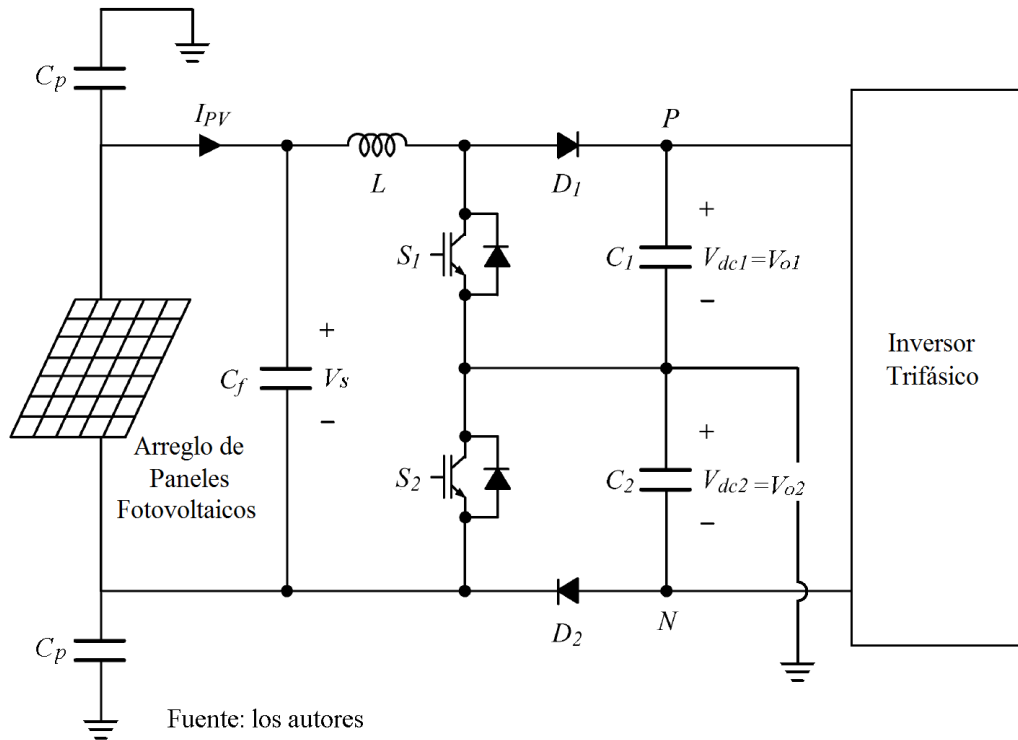 Cp
IPV
P
L
D1
S1
+
C1
Vdc1=Vo1
−
Inversor
Trifásico
+
Cf
Vs
−
Arreglo de
Paneles
Fotovoltaicos
S2
+
C2
Vdc2=Vo2
−
D2
N
Cp
Fuente: los autores